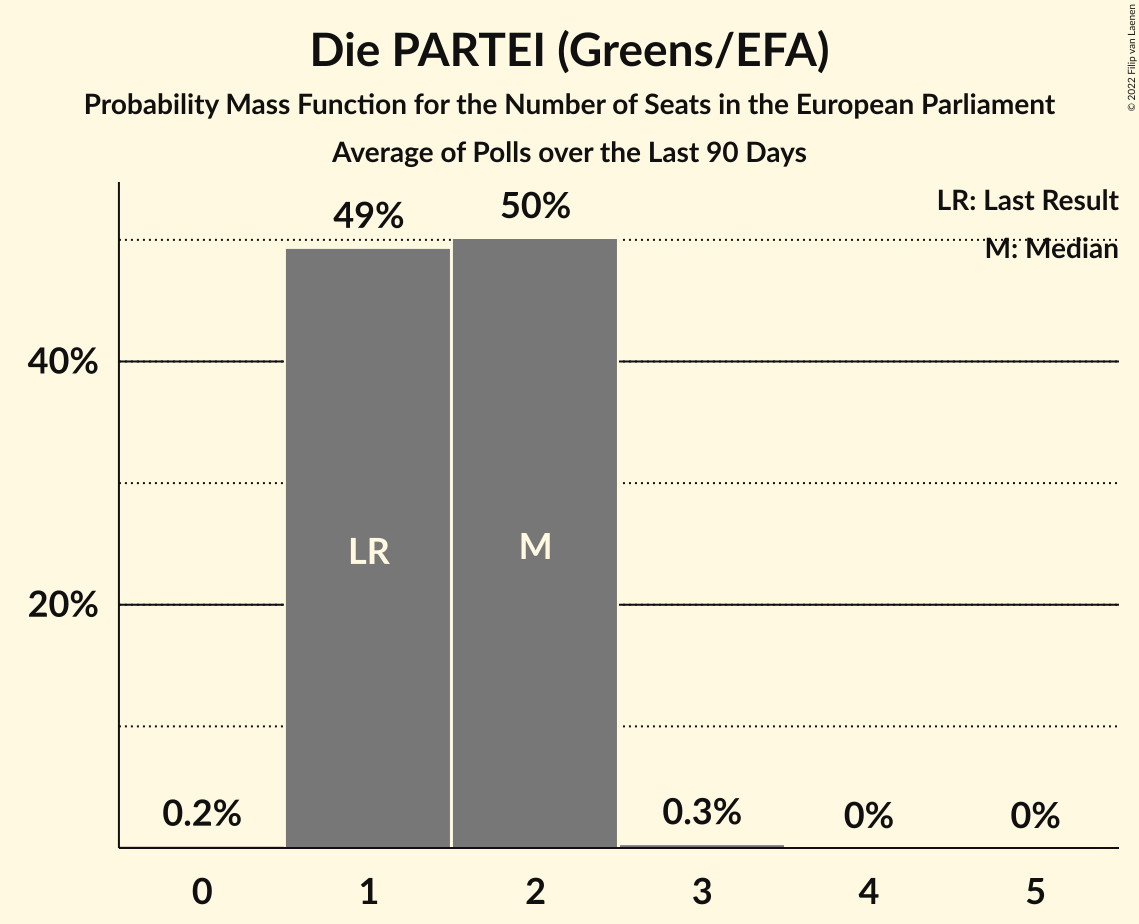 Die PARTEI (Greens/EFA)
Probability Mass Function for the Number of Seats in the European Parliament
Average of Polls over the Last 90 Days
© 2022 Filip van Laenen
LR: Last Result
M: Median
49%
50%
40%
20%
LR
M
0.2%
0.3%
0%
0%
0
1
2
3
4
5